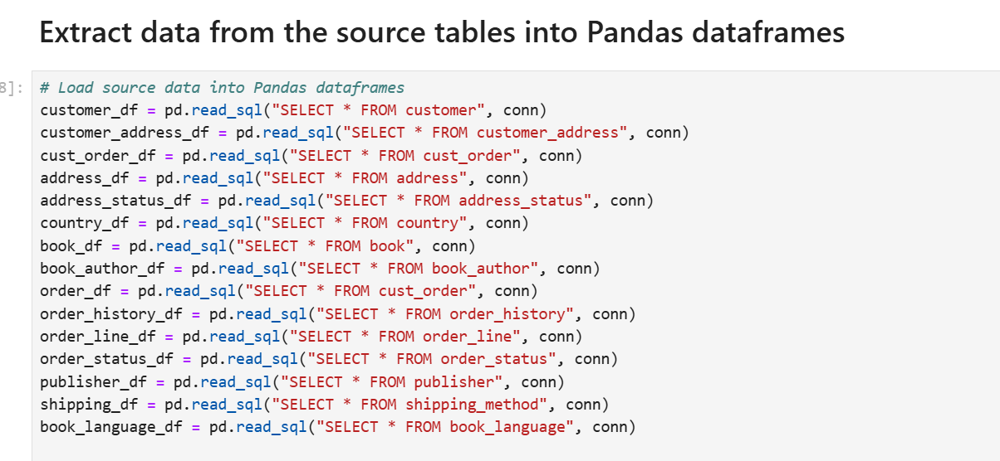 Extract data from the source tables into Pandas dataframes
8]:
# Load source data into Pandas dataframes
customer_df = pd.read_sql("SELECT * FROM customer", conn)
customer_address_df = pd.read_sql("SELECT * FROM customer_address", conn)
cust_order_df = pd.read_sql("SELECT * FROM cust_order", conn)
address_df = pd.read_sql("SELECT * FROM address", conn)
address_status_df = pd.read_sql("SELECT * FROM address_status", conn)
country_df = pd.read_sql("SELECT * FROM country", conn)
book_df = pd.read_sql("SELECT * FROM book", conn)
book_author_df = pd.read_sql("SELECT * FROM book_author", conn)
order_df = pd.read_sql("SELECT * FROM cust_order", conn)
order_history_df = pd.read_sql("SELECT * FROM order_history", conn)
order_line_df = pd.read_sql("SELECT * FROM order_line", conn)
order_status_df = pd.read_sql("SELECT * FROM order_status", conn)
publisher_df = pd.read_sql("SELECT * FROM publisher", conn)
shipping_df = pd.read_sql("SELECT * FROM shipping_method", conn)
book_language_df = pd.read_sql("SELECT * FROM book_language", conn)